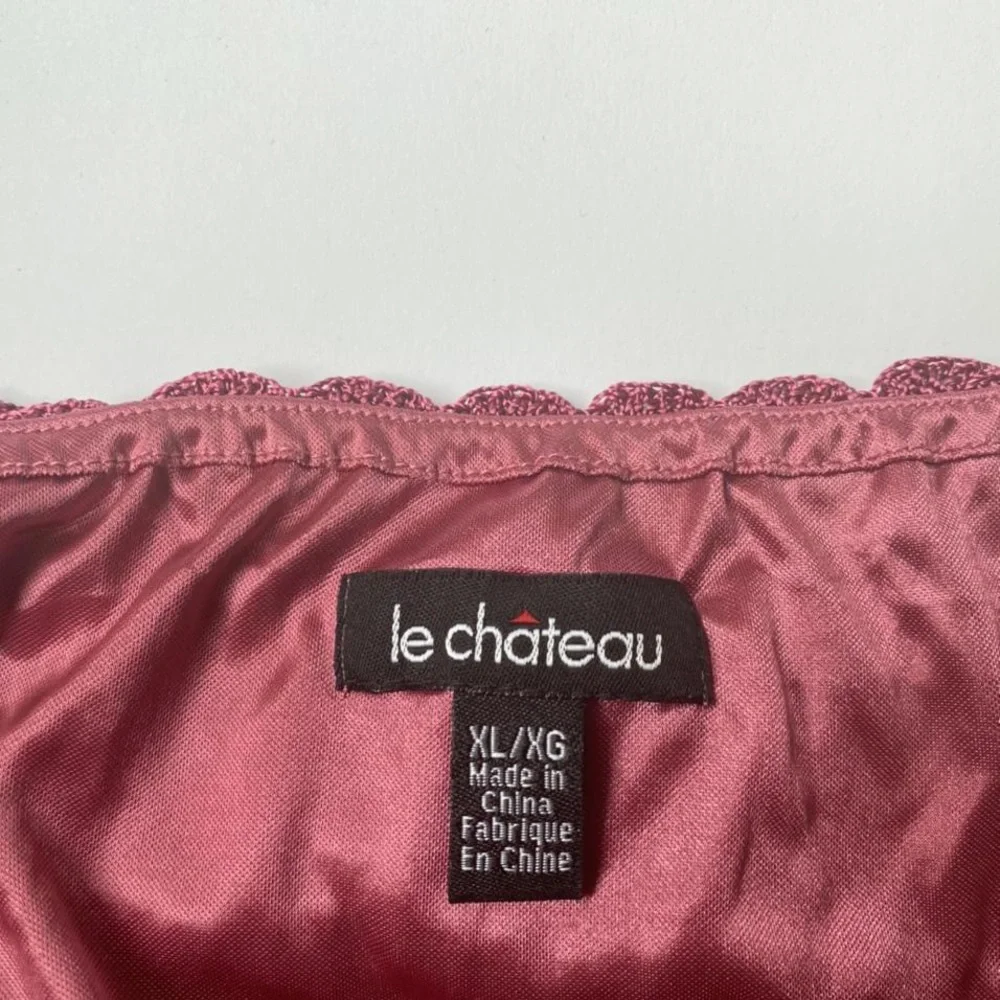 le château
XL/XG
Made in
China
Fabrique
En Chine